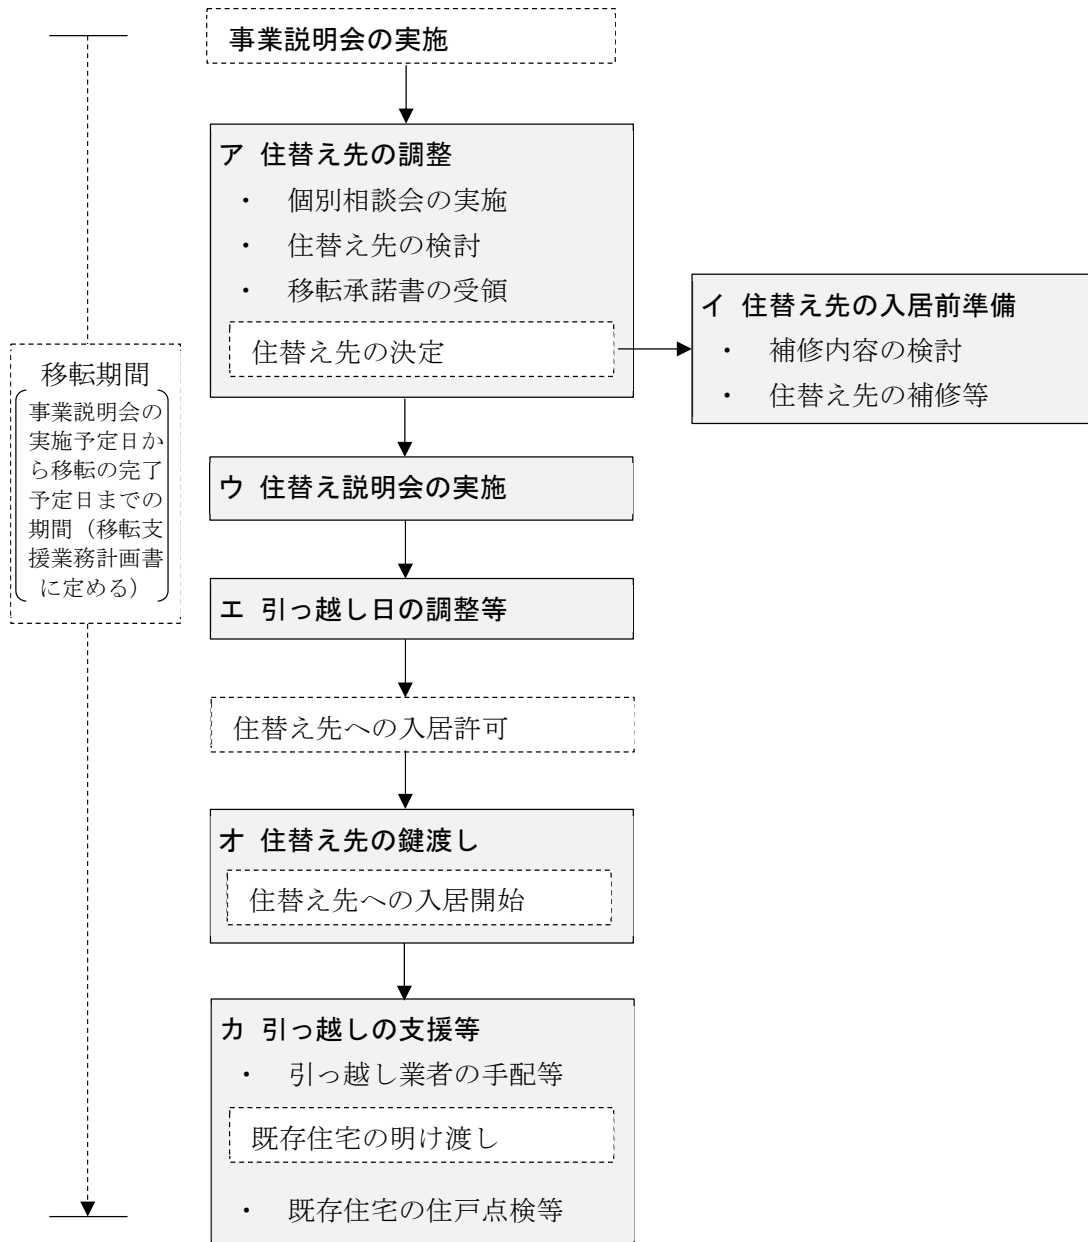 事業説明会の実施
ア 住替え先の調整
・ 個別相談会の実施
・ 住替え先の検討
・ 移転承諾書の受領
住替え先の決定
イ 住替え先の入居前準備
・ 補修内容の検討
・ 住替え先の補修等
移転期間
事業説明会の
実施予定日か
ら移転の完了
予定日までの
期間（移転支
援業務計画書
に定める）
ウ 住替え説明会の実施
エ 引っ越し日の調整等
住替え先への入居許可
オ 住替え先の鍵渡し
住替え先への入居開始
カ 引っ越しの支援等
・ 引っ越し業者の手配等
既存住宅の明け渡し
・ 既存住宅の住戸点検等